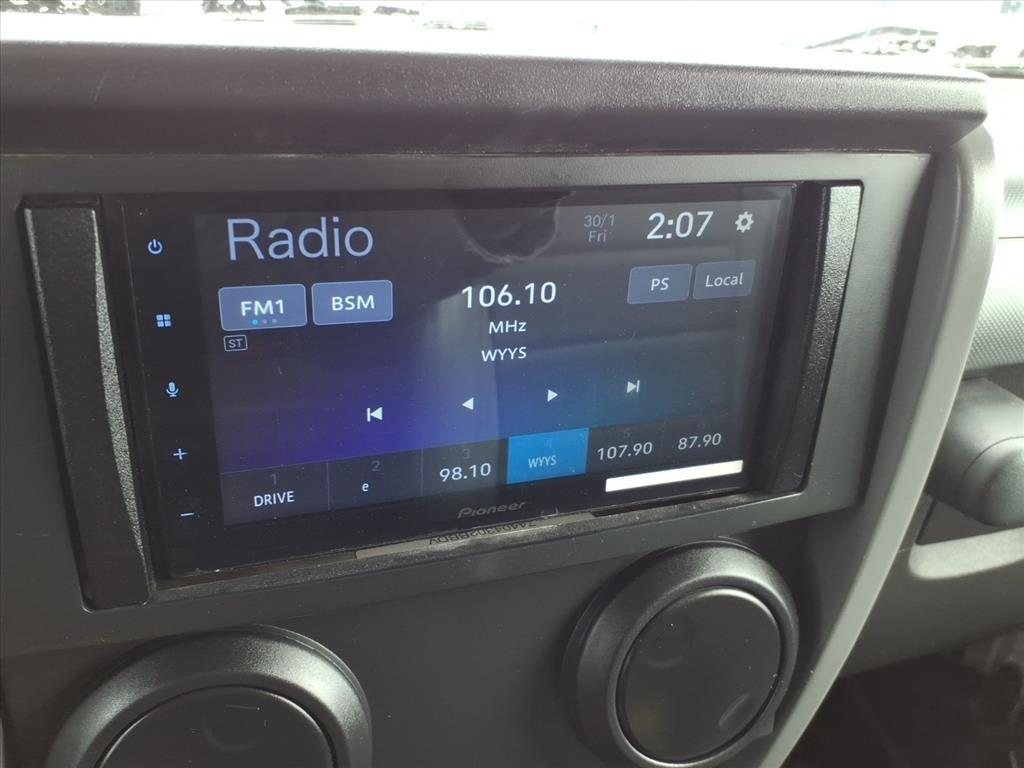 Radio
30/1
Fri
2:07
FM1
BSM
106.10
PS
Local
ST
MHz
WYYS
1
DRIVE
2
e
3
98.10
4
WYYS
5
107.90
6
87.90
Pioneer